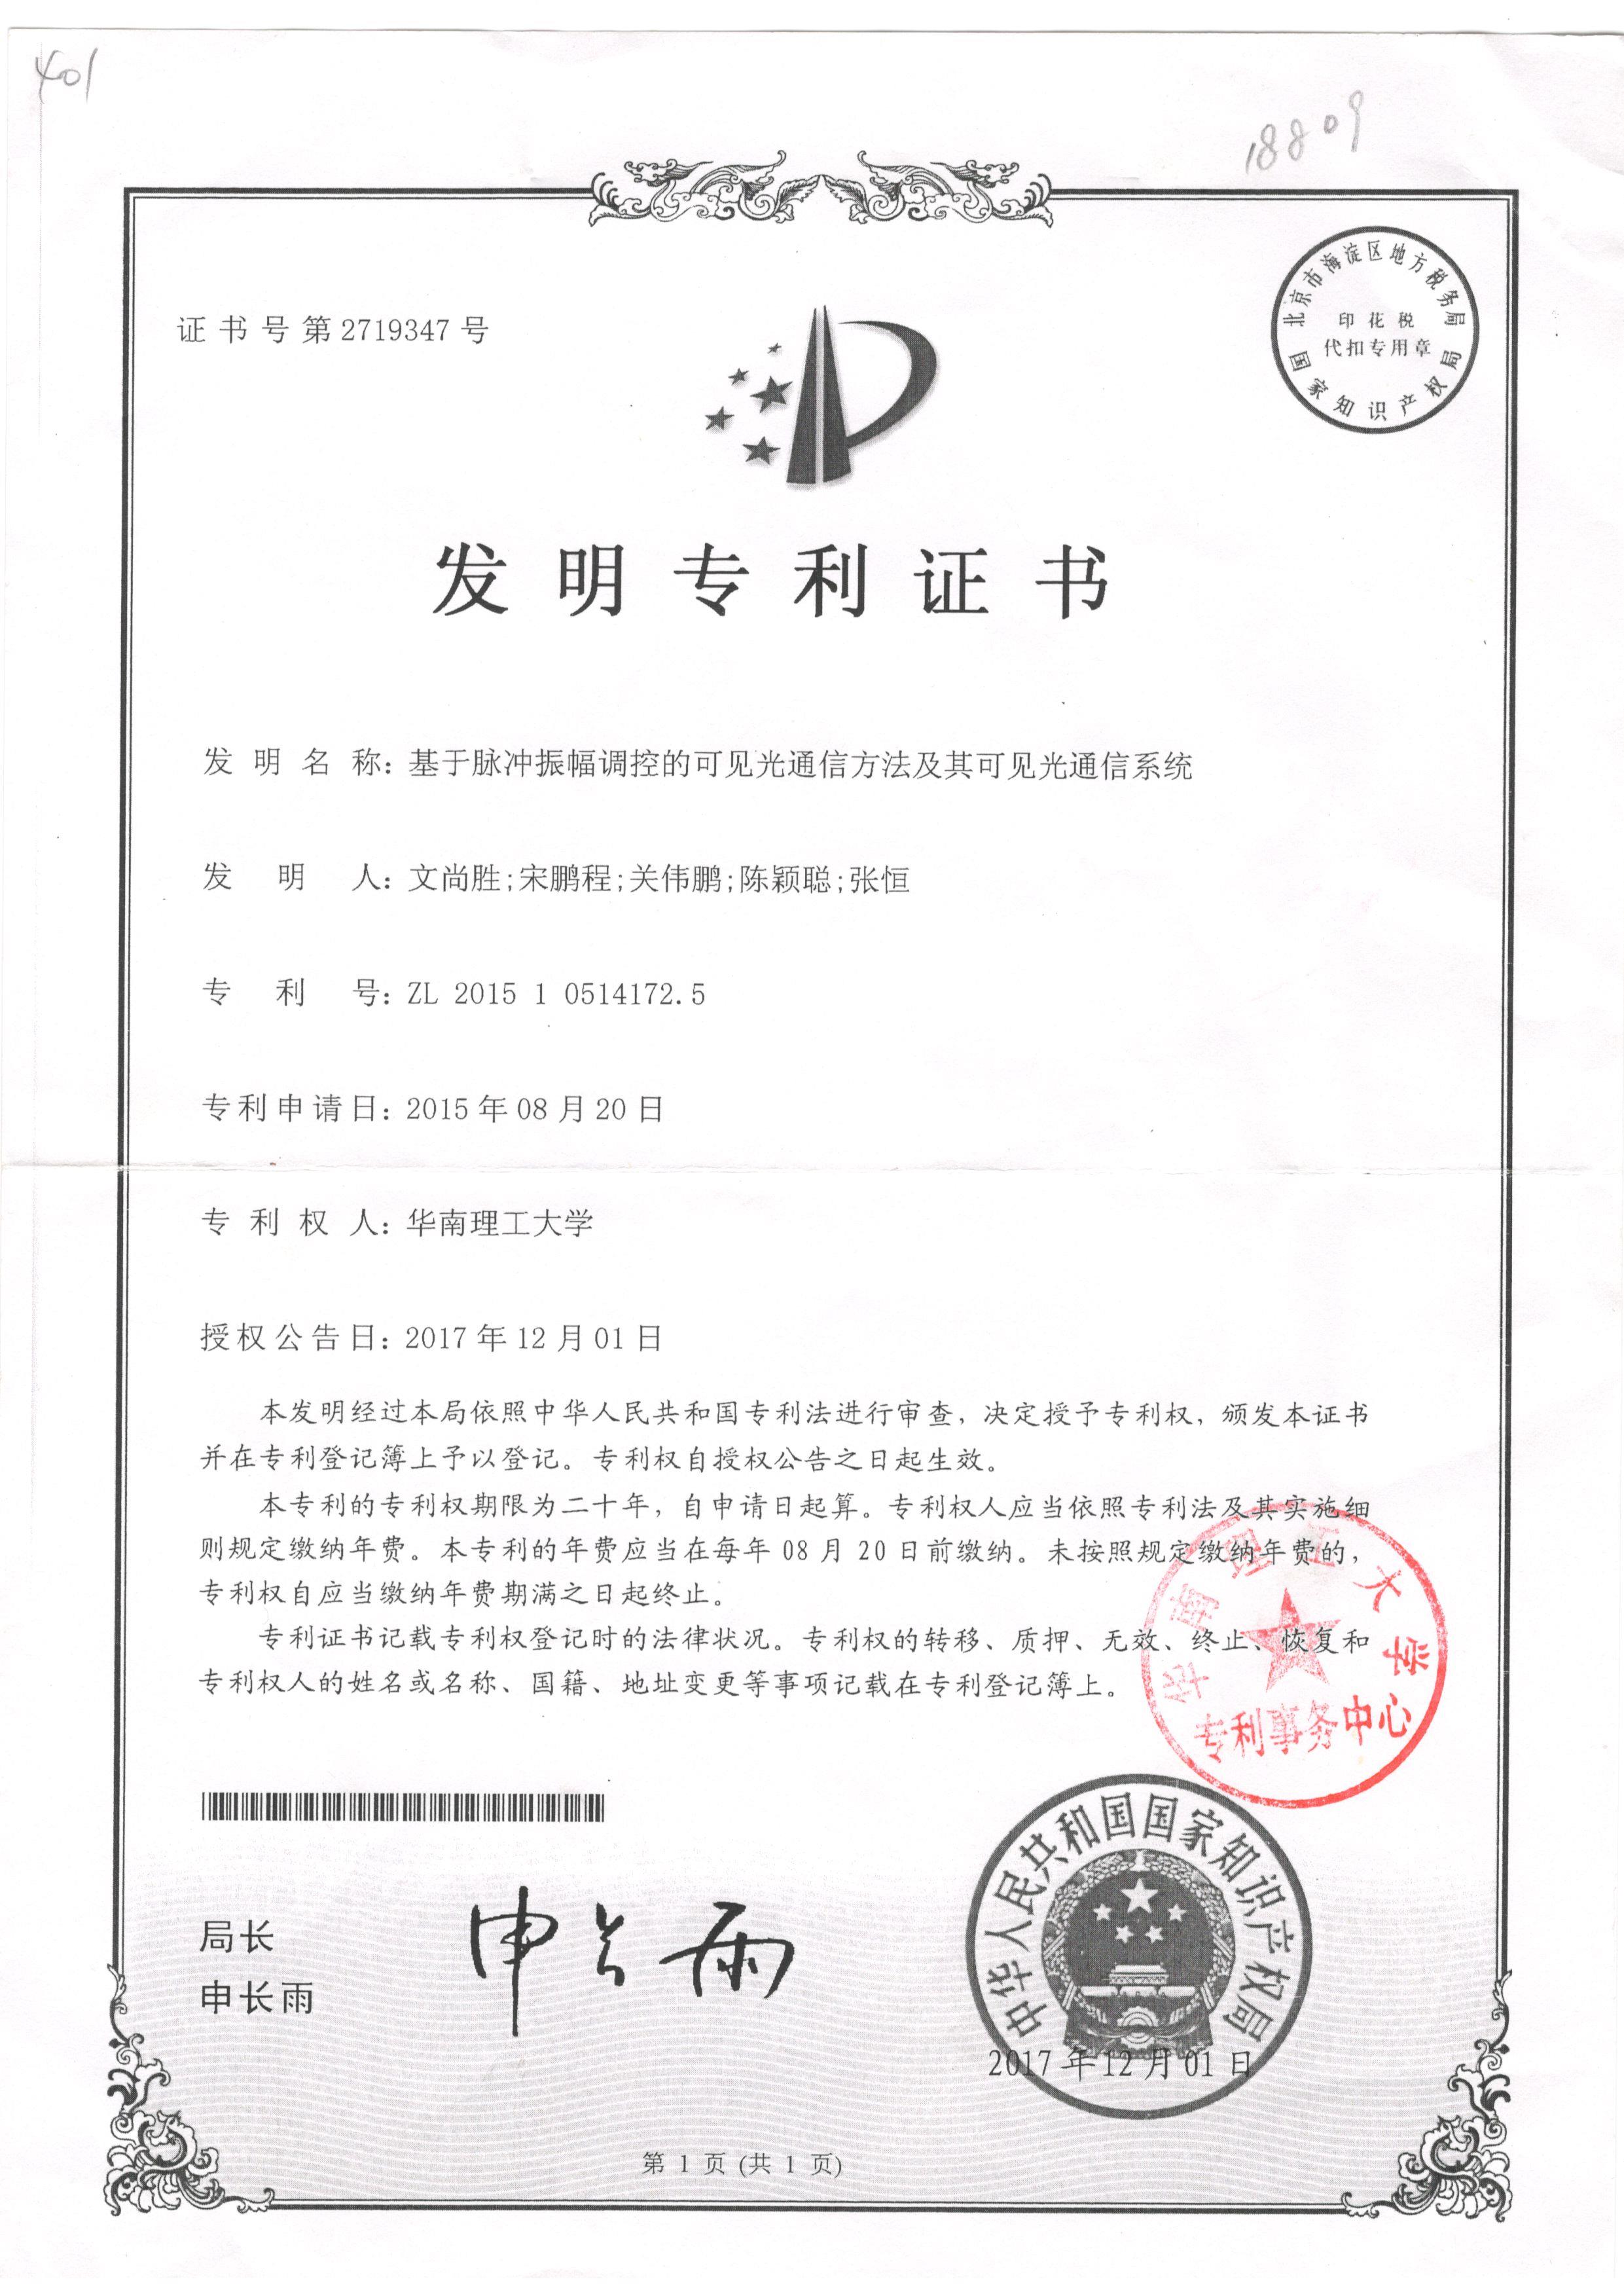 401
18809
北京市海淀区地方税务局
印花税
代扣专用章
国家知识产权局
证书号第2719347号
发明专利证书
发明名称：基于脉冲振幅调控的可见光通信方法及其可见光通信系统
发明人：文尚胜;宋鹏程;关伟鹏;陈颖聪;张恒
专利号：ZL 2015 1 0514172.5
专利申请日：2015年08月20日
专利权人：华南理工大学
授权公告日：2017年12月01日
本发明经过本局依照中华人民共和国专利法进行审查，决定授予专利权，颁发本证书
并在专利登记簿上予以登记。专利权自授权公告之日起生效。
本专利的专利权期限为二十年，自申请日起算。专利权人应当依照专利法及其实施细
则规定缴纳年费。本专利的年费应当在每年08月20日前缴纳。未按照规定缴纳年费的，
专利权自应当缴纳年费期满之日起终止。
专利证书记载专利权登记时的法律状况。专利权的转移、质押、无效、终止、恢复和
专利权人的姓名或名称、国籍、地址变更等事项记载在专利登记簿上。
华南理工大学
专利事务中心
局长
申长雨
申长雨
中华人民共和国国家知识产权局
2017年12月01日
第1页(共1页)